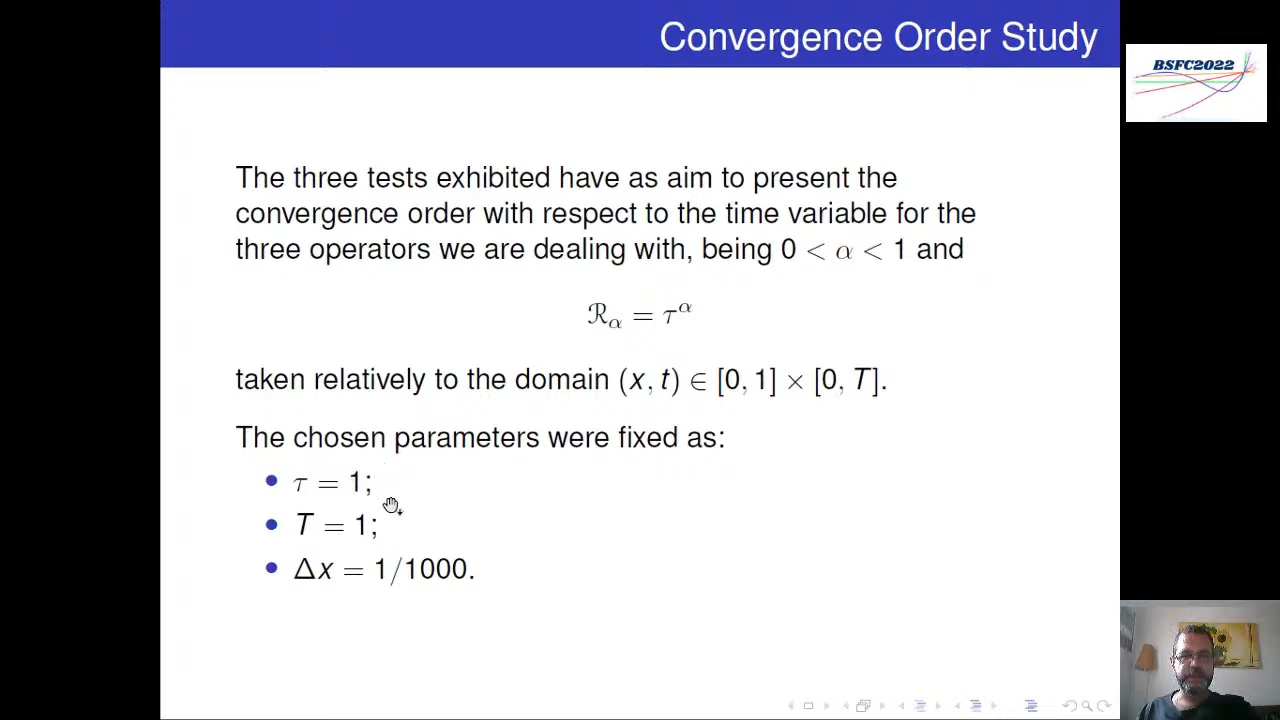 Convergence Order Study
BSFC2022
The three tests exhibited have as aim to present the
convergence order with respect to the time variable for the
three operators we are dealing with, being 0 < α < 1 and
ℛ_α = τ^α
taken relatively to the domain (x, t) ∈ [0, 1] × [0, T].
The chosen parameters were fixed as:
• τ = 1;
• T = 1;
• Δx = 1/1000.